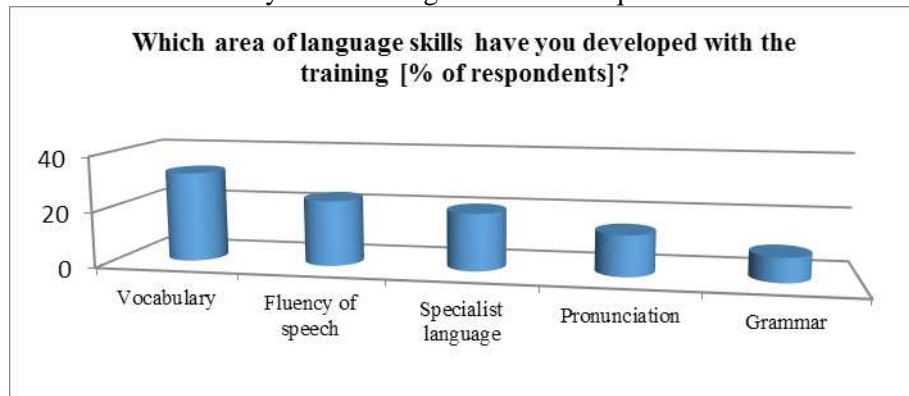 Which area of language skills have you developed with the
training [% of respondents]?
40
20
0
Vocabulary
Fluency of
speech
Specialist
language
Pronunciation
Grammar